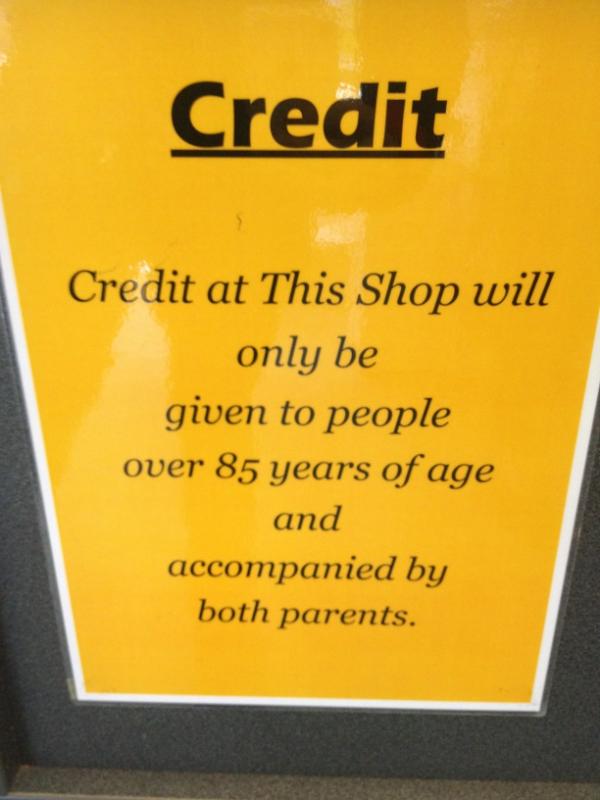 Credit
Credit at This Shop will
only be
given to people
over 85 years of age
and
accompanied by
both parents.